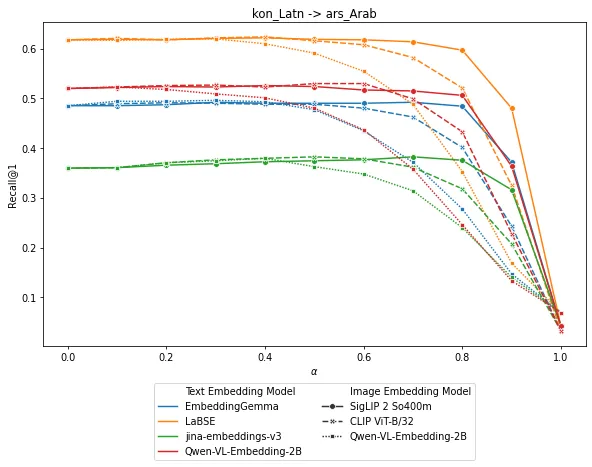 kon_Latn -> ars_Arab
Recall@1
0.6
0.5
0.4
0.3
0.2
0.1
0.0 0.2 0.4 0.6 0.8 1.0
α
Text Embedding Model Image Embedding Model
EmbeddingGemma SigLIP 2 So400m
LaBSE CLIP ViT-B/32
jina-embeddings-v3 Qwen-VL-Embedding-2B
Qwen-VL-Embedding-2B